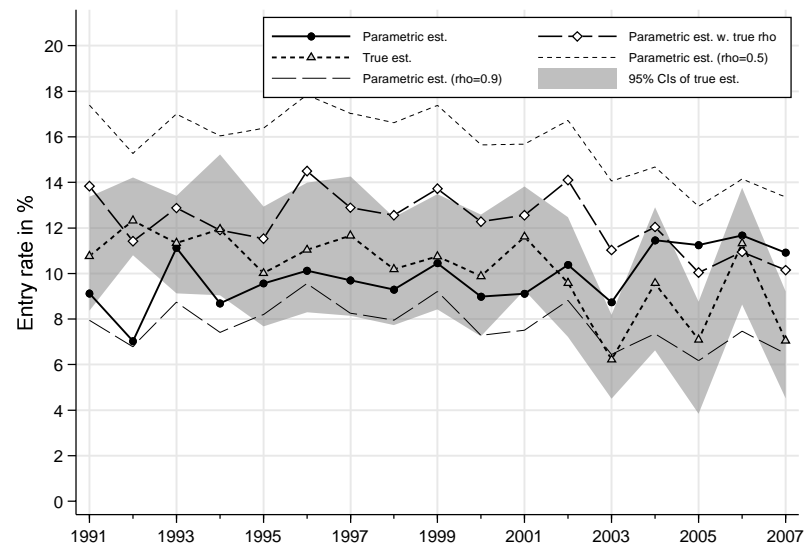 Parametric est.
Parametric est. w. true rho
True est.
Parametric est. (rho=0.5)
Parametric est. (rho=0.9)
95% CIs of true est.
Entry rate in %
20
18
16
14
12
10
8
6
4
2
0
1991 1993 1995 1997 1999 2001 2003 2005 2007